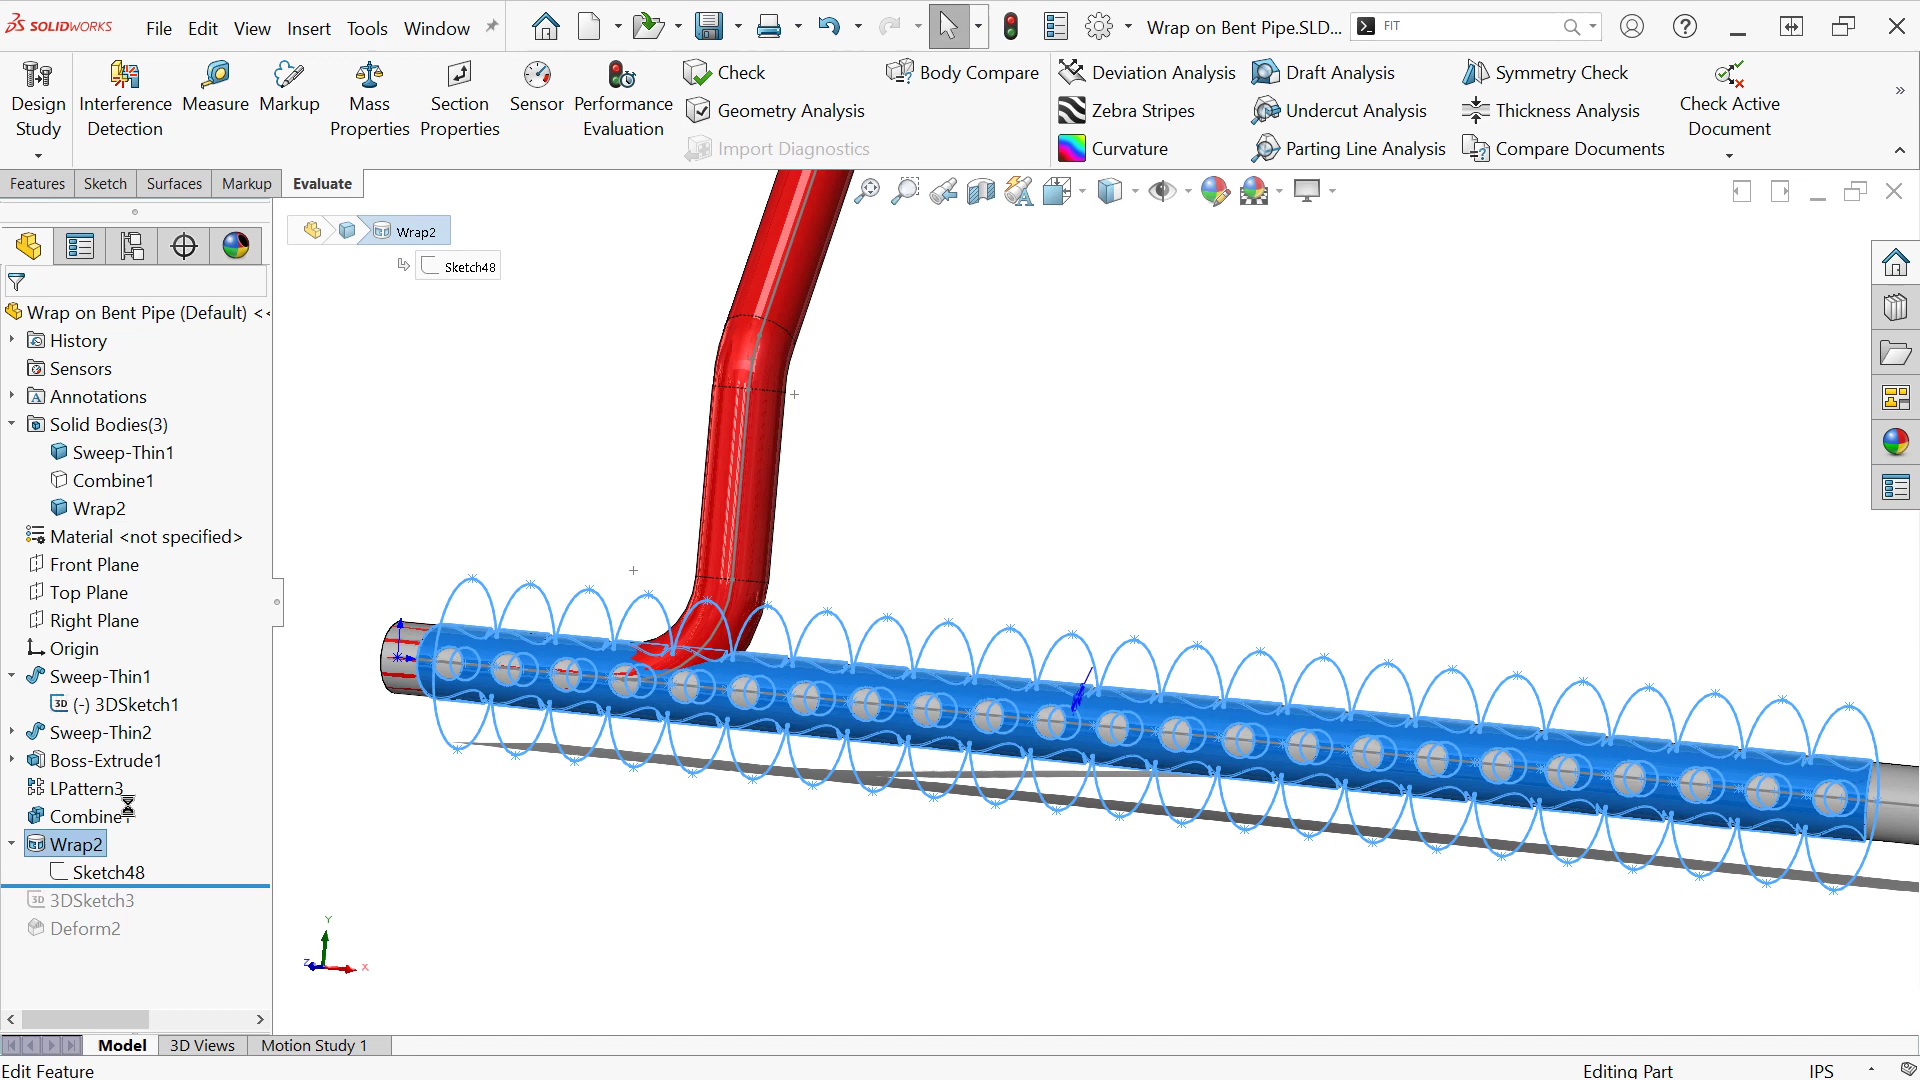 SOLIDWORKS
File Edit View Insert Tools Window
Wrap on Bent Pipe.SLD...
FIT
Design Study
Interference Detection
Measure
Markup
Mass Properties
Section Properties
Sensor
Performance Evaluation
Check
Geometry Analysis
Import Diagnostics
Body Compare
Deviation Analysis
Zebra Stripes
Curvature
Draft Analysis
Undercut Analysis
Parting Line Analysis
Symmetry Check
Thickness Analysis
Compare Documents
Check Active Document
Features Sketch Surfaces Markup Evaluate
Wrap2
Sketch48
Wrap on Bent Pipe (Default) <<
History
Sensors
Annotations
Solid Bodies(3)
Sweep-Thin1
Combine1
Wrap2
Material <not specified>
Front Plane
Top Plane
Right Plane
Origin
Sweep-Thin1
3D (-) 3DSketch1
Sweep-Thin2
Boss-Extrude1
LPattern3
Combine1
Wrap2
Sketch48
3D 3DSketch3
Deform2
Y
Z
X
Model 3D Views Motion Study 1
Edit Feature
Editing Part
IPS